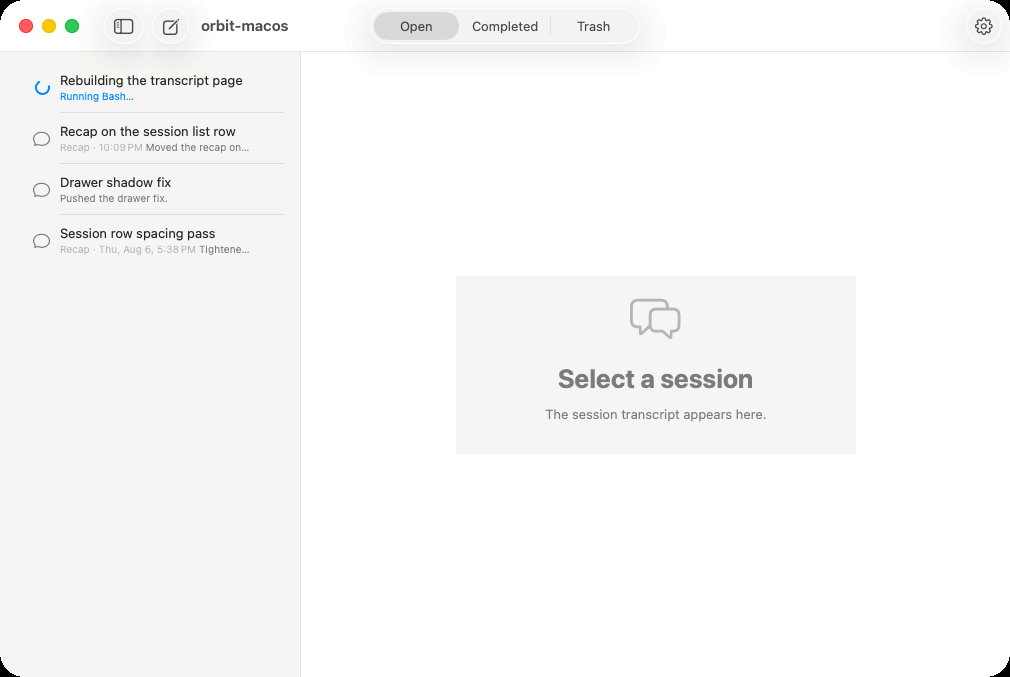 orbit-macos
Open
Completed
Trash
Rebuilding the transcript page
Running Bash…
Recap on the session list row
Recap · 10:09 PM Moved the recap on…
Drawer shadow fix
Pushed the drawer fix.
Session row spacing pass
Recap · Thu, Aug 6, 5:38 PM Tightene…
Select a session
The session transcript appears here.